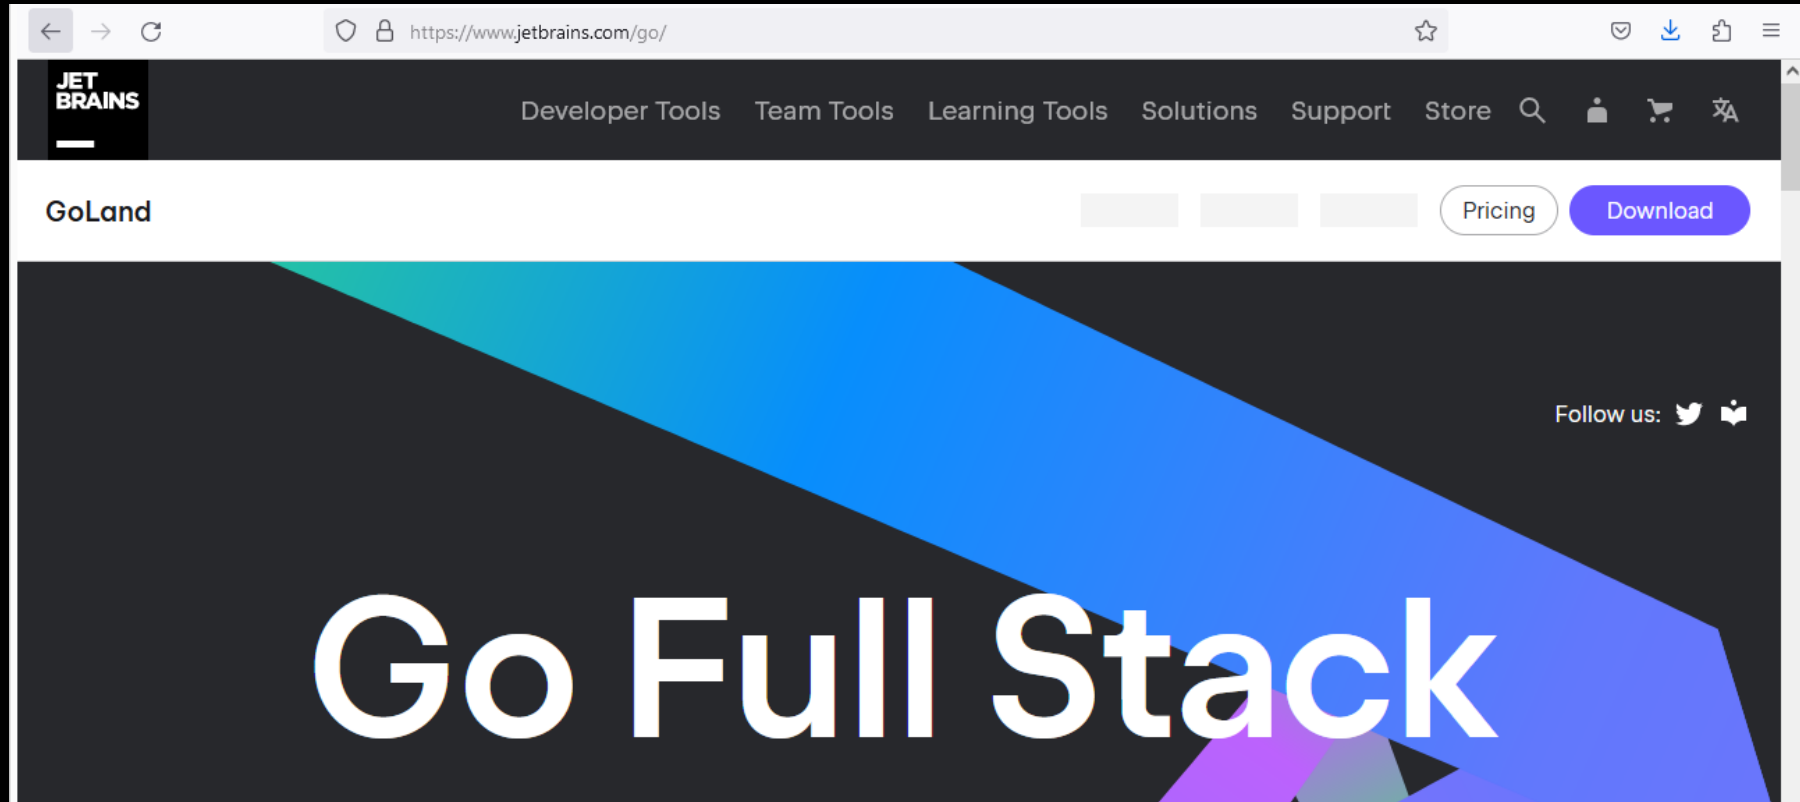 https://www.jetbrains.com/go/
JET
BRAINS
Developer Tools Team Tools Learning Tools Solutions Support Store
GoLand
Pricing Download
Follow us:
Go Full Stack